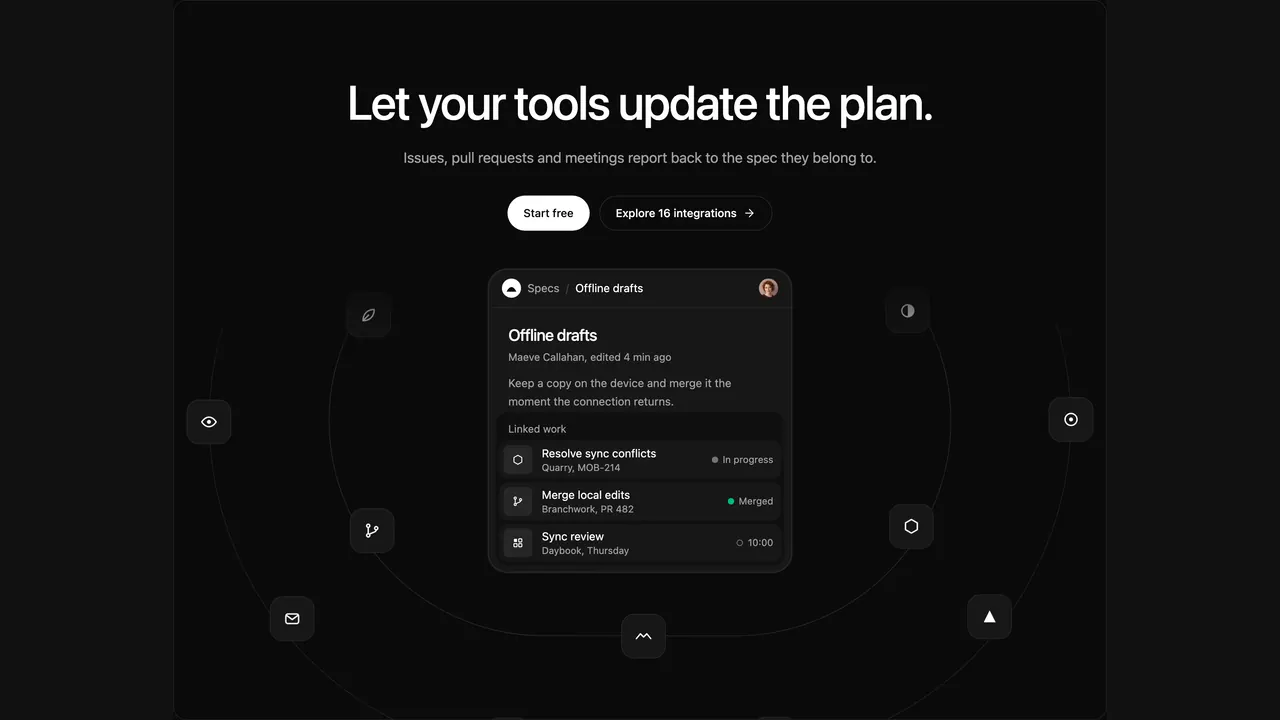 Let your tools update the plan.
Issues, pull requests and meetings report back to the spec they belong to.
Start free
Explore 16 integrations
Specs / Offline drafts
Offline drafts
Maeve Callahan, edited 4 min ago
Keep a copy on the device and merge it the
moment the connection returns.
Linked work
Resolve sync conflicts
Quarry, MOB-214
In progress
Merge local edits
Branchwork, PR 482
Merged
Sync review
Daybook, Thursday
10:00